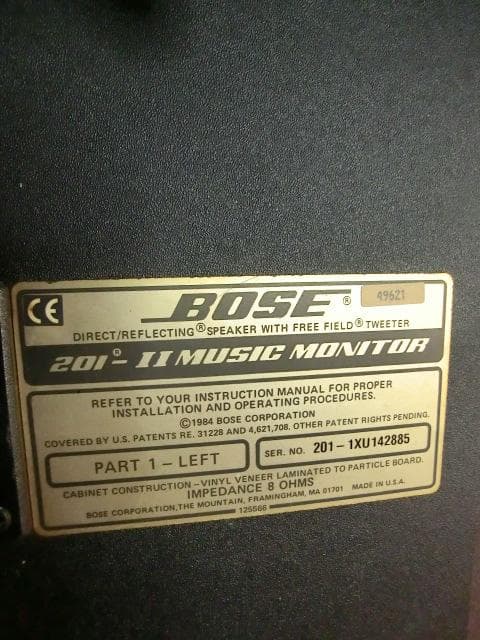 CE BOSE® 49621
DIRECT/REFLECTING® SPEAKER WITH FREE FIELD® TWEETER
201®-II MUSIC MONITOR
REFER TO YOUR INSTRUCTION MANUAL FOR PROPER
INSTALLATION AND OPERATING PROCEDURES.
©1984 BOSE CORPORATION
COVERED BY U.S. PATENTS RE. 31228 AND 4,621,708. OTHER PATENT RIGHTS PENDING.
PART 1-LEFT SER. NO. 201-1XU142885
CABINET CONSTRUCTION-VINYL VENEER LAMINATED TO PARTICLE BOARD.
IMPEDANCE 8 OHMS
BOSE CORPORATION, THE MOUNTAIN, FRAMINGHAM, MA 01701 MADE IN U.S.A.
125566